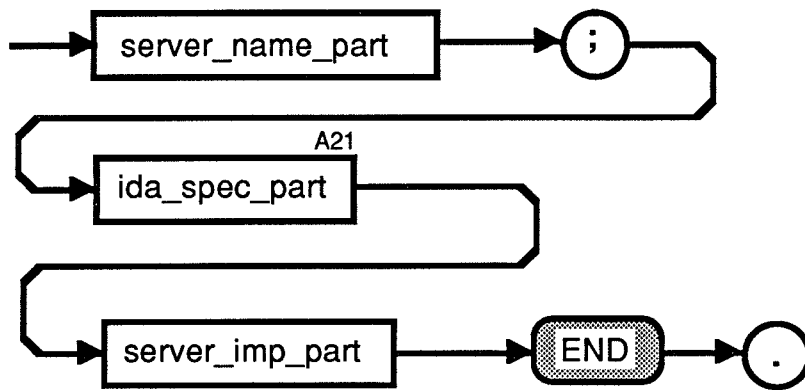 server_name_part ;
A21
ida_spec_part
server_imp_part END .